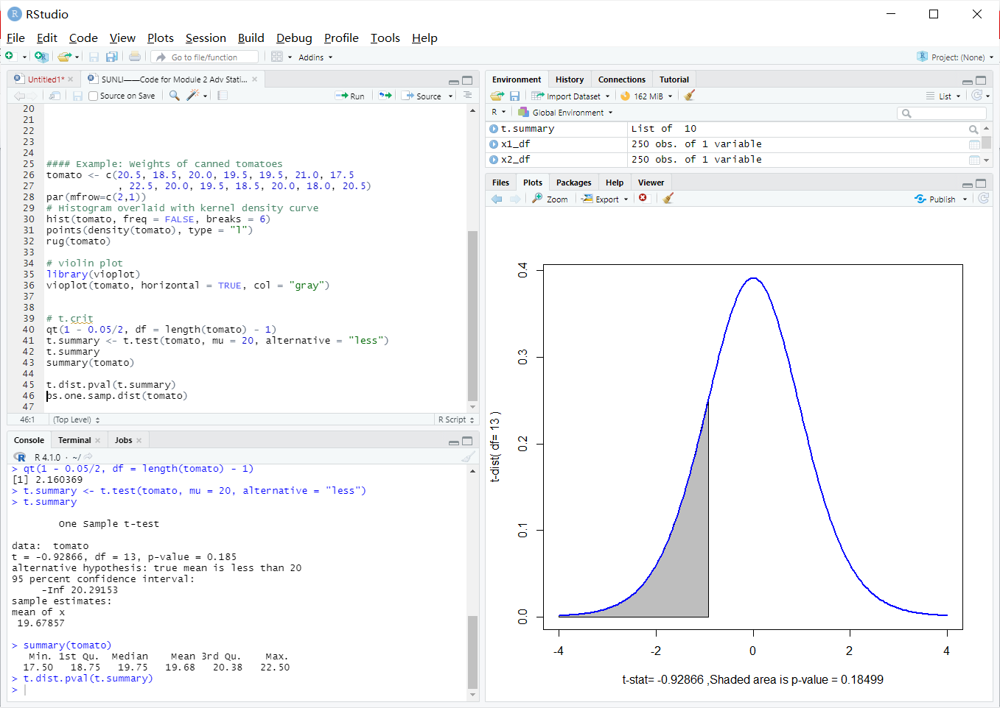 RStudio
File Edit Code View Plots Session Build Debug Profile Tools Help
Go to file/function Addins Project: (None)
Untitled1* SUNLI——Code for Module 2 Adv Stati...
Source on Save Run Source
20
21
22
23
24
25 #### Example: Weights of canned tomatoes
26 tomato <- c(20.5, 18.5, 20.0, 19.5, 19.5, 21.0, 17.5
27 , 22.5, 20.0, 19.5, 18.5, 20.0, 18.0, 20.5)
28 par(mfrow=c(2,1))
29 # Histogram overlaid with kernel density curve
30 hist(tomato, freq = FALSE, breaks = 6)
31 points(density(tomato), type = "l")
32 rug(tomato)
33
34 # violin plot
35 library(vioplot)
36 vioplot(tomato, horizontal = TRUE, col = "gray")
37
38
39 # t.crit
40 qt(1 - 0.05/2, df = length(tomato) - 1)
41 t.summary <- t.test(tomato, mu = 20, alternative = "less")
42 t.summary
43 summary(tomato)
44
45 t.dist.pval(t.summary)
46 bs.one.samp.dist(tomato)
47
46:1 (Top Level) R Script
Console Terminal Jobs
R 4.1.0 · ~/
> qt(1 - 0.05/2, df = length(tomato) - 1)
[1] 2.160369
> t.summary <- t.test(tomato, mu = 20, alternative = "less")
> t.summary
One Sample t-test
data: tomato
t = -0.92866, df = 13, p-value = 0.185
alternative hypothesis: true mean is less than 20
95 percent confidence interval:
-Inf 20.29153
sample estimates:
mean of x
19.67857
> summary(tomato)
Min. 1st Qu. Median Mean 3rd Qu. Max.
17.50 18.75 19.75 19.68 20.38 22.50
> t.dist.pval(t.summary)
>
Environment History Connections Tutorial
Import Dataset 162 MiB List
R Global Environment
t.summary List of 10
x1_df 250 obs. of 1 variable
x2_df 250 obs. of 1 variable
Files Plots Packages Help Viewer
Zoom Export Publish
t-dist( df= 13 )
0.4
0.3
0.2
0.1
0.0
-4 -2 0 2 4
t-stat= -0.92866 ,Shaded area is p-value = 0.18499